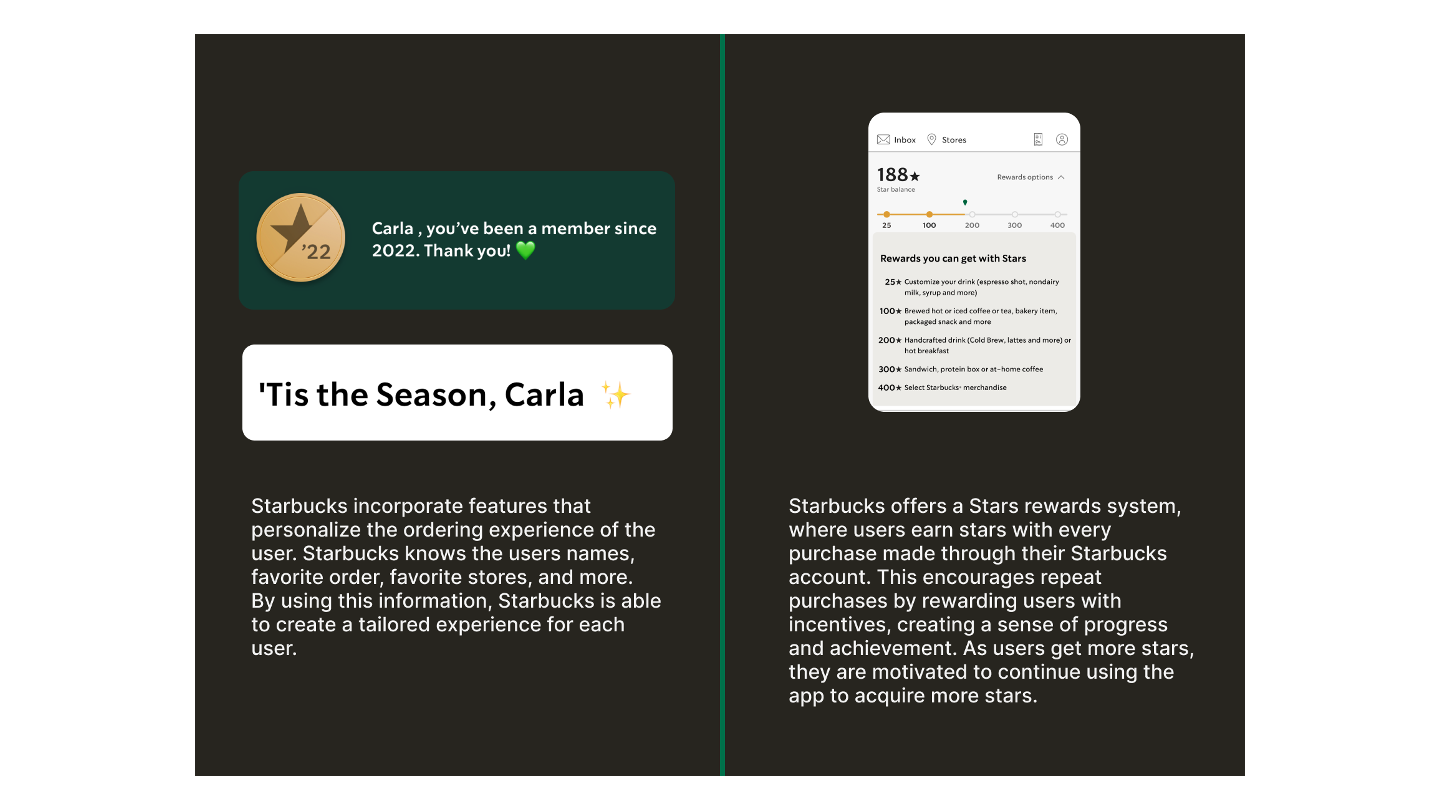 ’22
Carla , you’ve been a member since
2022. Thank you! 💚
'Tis the Season, Carla ✨
Starbucks incorporate features that
personalize the ordering experience of the
user. Starbucks knows the users names,
favorite order, favorite stores, and more.
By using this information, Starbucks is able
to create a tailored experience for each
user.
Inbox Stores
188★
Star balance
Rewards options
25 100 200 300 400
Rewards you can get with Stars
25★ Customize your drink (espresso shot, nondairy
milk, syrup and more)
100★ Brewed hot or iced coffee or tea, bakery item,
packaged snack and more
200★ Handcrafted drink (Cold Brew, lattes and more) or
hot breakfast
300★ Sandwich, protein box or at-home coffee
400★ Select Starbucks® merchandise
Starbucks offers a Stars rewards system,
where users earn stars with every
purchase made through their Starbucks
account. This encourages repeat
purchases by rewarding users with
incentives, creating a sense of progress
and achievement. As users get more stars,
they are motivated to continue using the
app to acquire more stars.